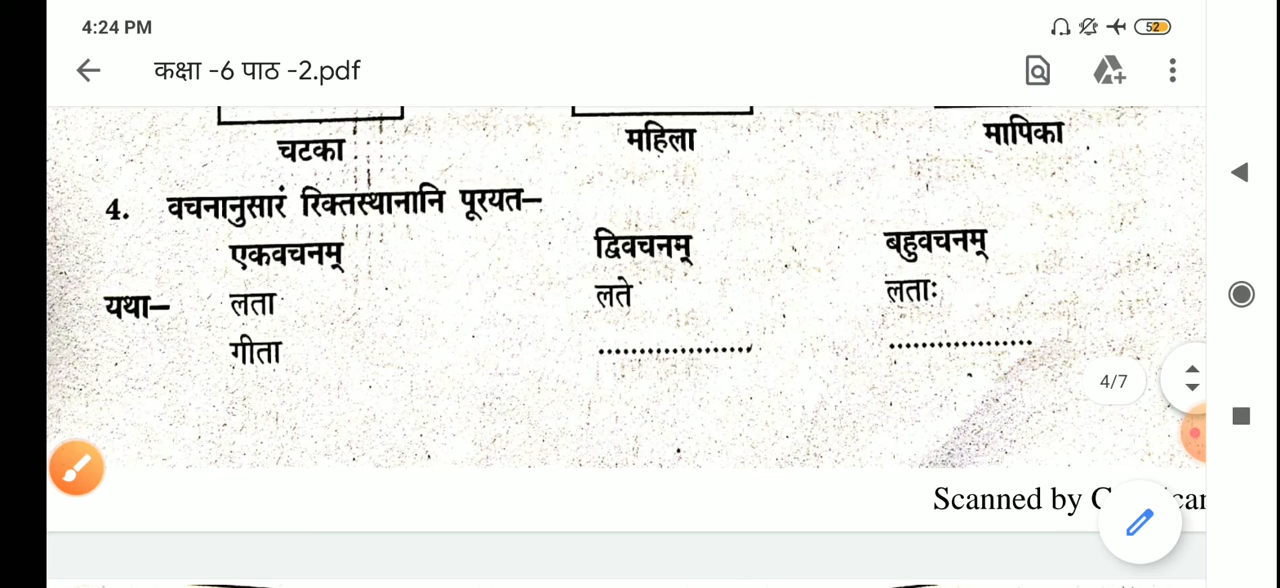 4:24 PM
52
कक्षा -6 पाठ -2.pdf
चटका
महिला
मापिका
4. वचनानुसारं रिक्तस्थानानि पूरयत–
एकवचनम् द्विवचनम् बहुवचनम्
यथा– लता लते लताः
गीता .................... ..................
4/7
Scanned by